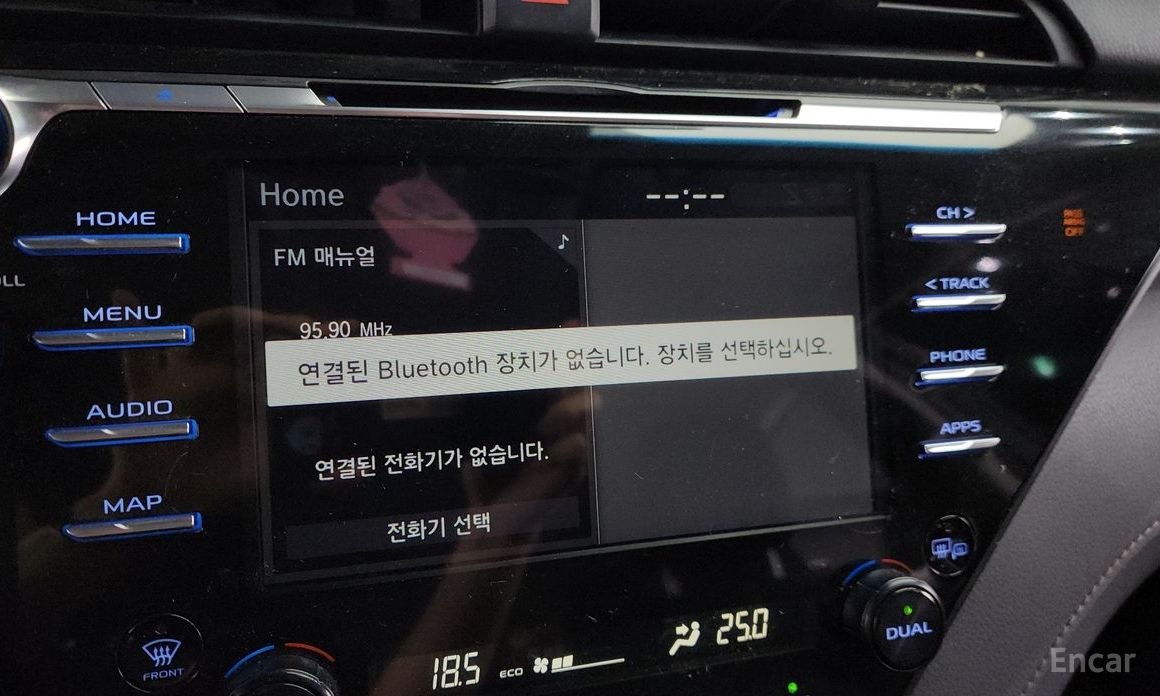 HOME
MENU
AUDIO
MAP
Home
--:--
FM 매뉴얼
95.90 MHz
연결된 Bluetooth 장치가 없습니다. 장치를 선택하십시오.
연결된 전화기가 없습니다.
전화기 선택
CH >
< TRACK
PHONE
APPS
OFF
FRONT
18.5
ECO
25.0
DUAL
Encar